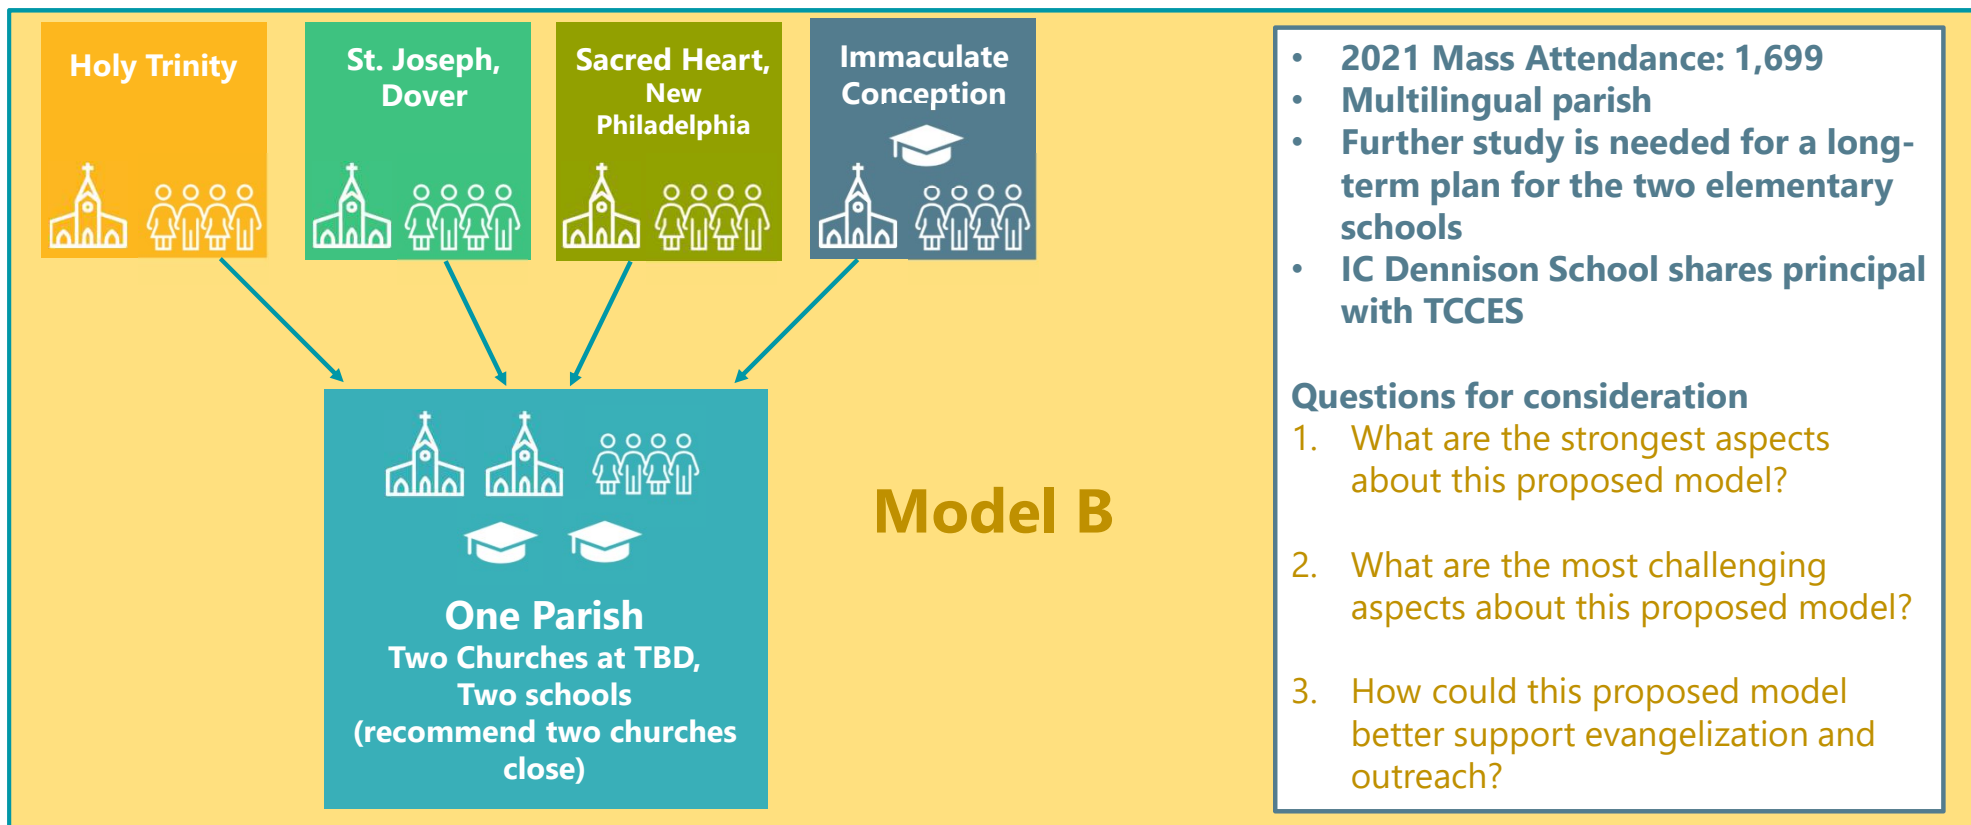 Holy Trinity
St. Joseph,
Dover
Sacred Heart,
New
Philadelphia
Immaculate
Conception
One Parish
Two Churches at TBD,
Two schools
(recommend two churches
close)
Model B
• 2021 Mass Attendance: 1,699
• Multilingual parish
• Further study is needed for a long-
term plan for the two elementary
schools
• IC Dennison School shares principal
with TCCES
Questions for consideration
1. What are the strongest aspects
about this proposed model?
2. What are the most challenging
aspects about this proposed model?
3. How could this proposed model
better support evangelization and
outreach?